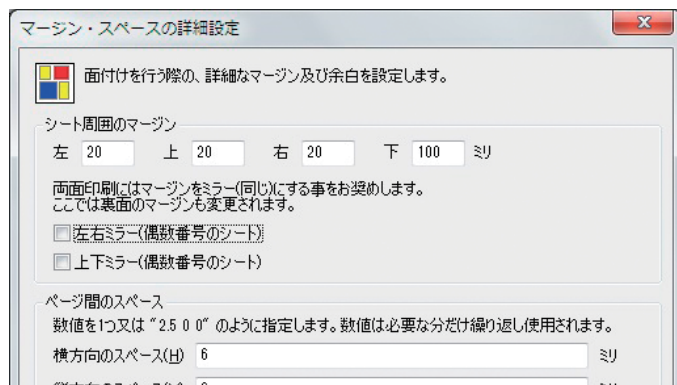 マージン・スペースの詳細設定
面付けを行う際の、詳細なマージン及び余白を設定します。
シート周囲のマージン
左 20 上 20 右 20 下 100 ミリ
両面印刷にはマージンをミラー(同じ)にする事をお奨めします。
ここでは裏面のマージンも変更されます。
左右ミラー(偶数番号のシート)
上下ミラー(偶数番号のシート)
ページ間のスペース
数値を1つ又は "2.5 0 0" のように指定します。数値は必要な分だけ繰り返し使用されます。
横方向のスペース(H) 6 ミリ